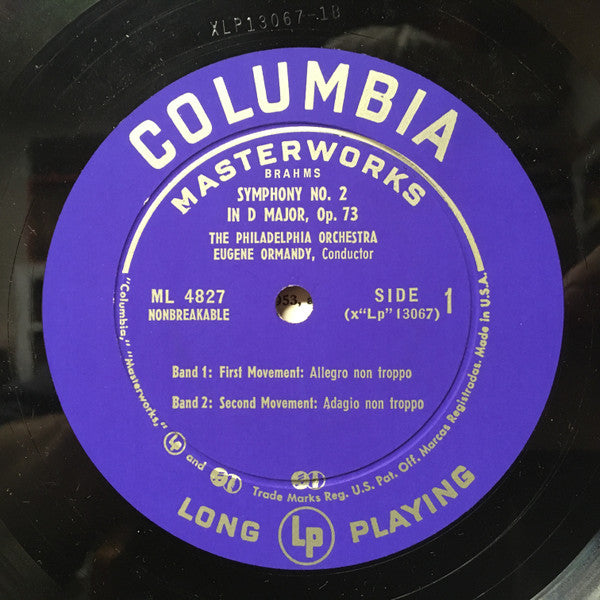 XLP13067-1B
COLUMBIA
MASTERWORKS
BRAHMS
SYMPHONY NO. 2
IN D MAJOR, Op. 73
THE PHILADELPHIA ORCHESTRA
EUGENE ORMANDY, Conductor
ML 4827
NONBREAKABLE
SIDE 1
(x"Lp" 13067)
Band 1: First Movement: Allegro non troppo
Band 2: Second Movement: Adagio non troppo
"Columbia," "Masterworks," Lp and Trade Marks Reg. U.S. Pat. Off. Marcas Registradas. Made in U.S.A.
LONG Lp PLAYING